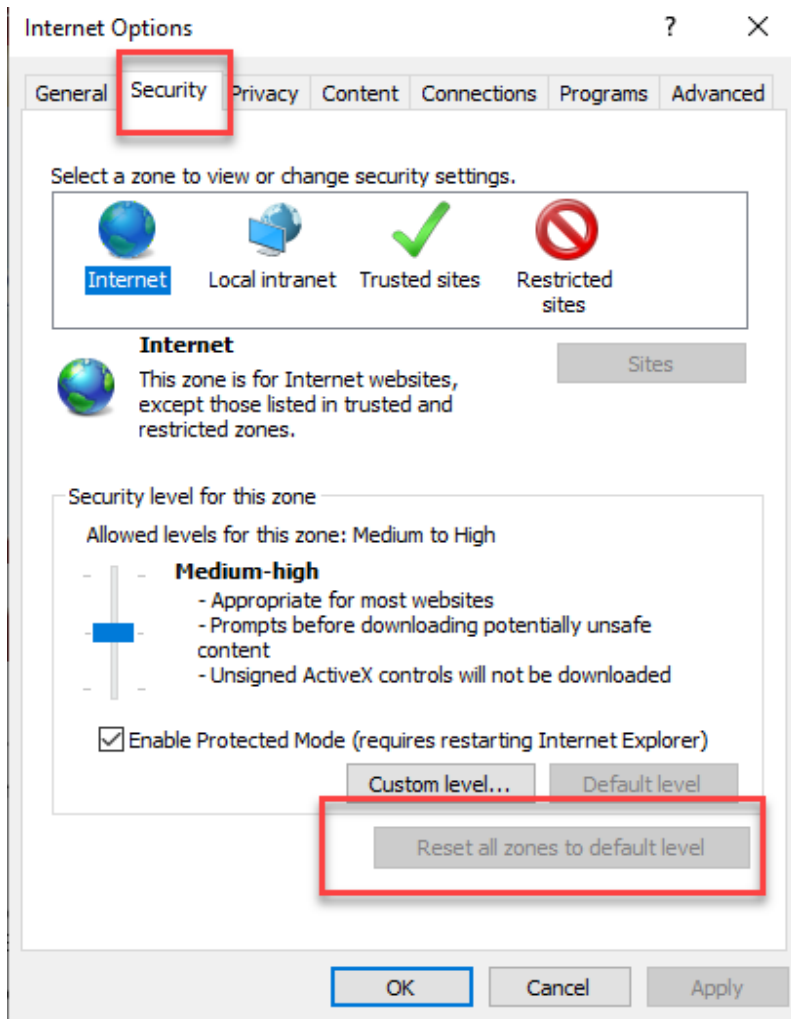 Internet Options ? ✕
General Security Privacy Content Connections Programs Advanced
Select a zone to view or change security settings.
Internet Local intranet Trusted sites Restricted
sites
Internet
Sites
This zone is for Internet websites,
except those listed in trusted and
restricted zones.
Security level for this zone
Allowed levels for this zone: Medium to High
Medium-high
- Appropriate for most websites
- Prompts before downloading potentially unsafe
content
- Unsigned ActiveX controls will not be downloaded
Enable Protected Mode (requires restarting Internet Explorer)
Custom level... Default level
Reset all zones to default level
OK Cancel Apply